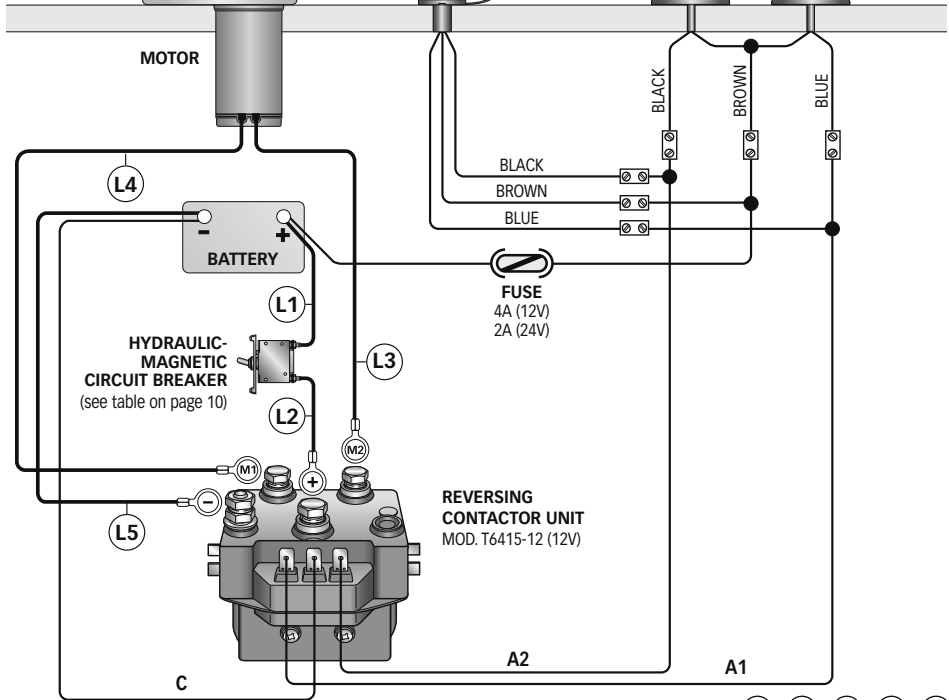 MOTOR
BLACK
BROWN
BLUE
BLACK
BROWN
BLUE
L4
-
+
BATTERY
L1
FUSE
4A (12V)
2A (24V)
HYDRAULIC-
MAGNETIC
CIRCUIT BREAKER
(see table on page 10)
L3
L2
M2
M1
+
-
L5
REVERSING
CONTACTOR UNIT
MOD. T6415-12 (12V)
A2
A1
C